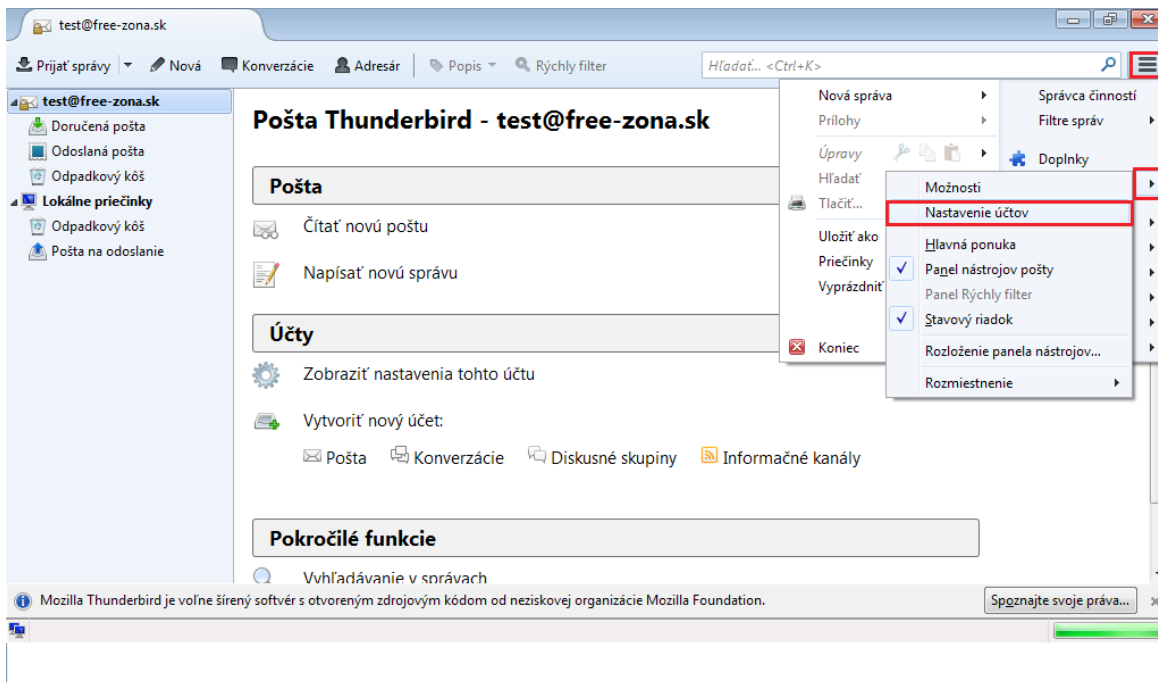 test@free-zona.sk
Prijať správy Nová Konverzácie Adresár Popis Rýchly filter Hľadať... <Ctrl+K>
test@free-zona.sk
Doručená pošta
Odoslaná pošta
Odpadkový kôš
Lokálne priečinky
Odpadkový kôš
Pošta na odoslanie
Pošta Thunderbird - test@free-zona.sk
Pošta
Čítať novú poštu
Napísať novú správu
Účty
Zobraziť nastavenia tohto účtu
Vytvoriť nový účet:
Pošta Konverzácie Diskusné skupiny Informačné kanály
Pokročilé funkcie
Vyhľadávanie v správach
Nová správa
Prílohy
Úpravy
Hľadať
Tlačiť...
Uložiť ako
Priečinky
Vyprázdniť
Koniec
Správca činností
Filtre správ
Doplnky
Možnosti
Nastavenie účtov
Hlavná ponuka
Panel nástrojov pošty
Panel Rýchly filter
Stavový riadok
Rozloženie panela nástrojov...
Rozmiestnenie
Mozilla Thunderbird je voľne šírený softvér s otvoreným zdrojovým kódom od neziskovej organizácie Mozilla Foundation.
Spoznajte svoje práva...